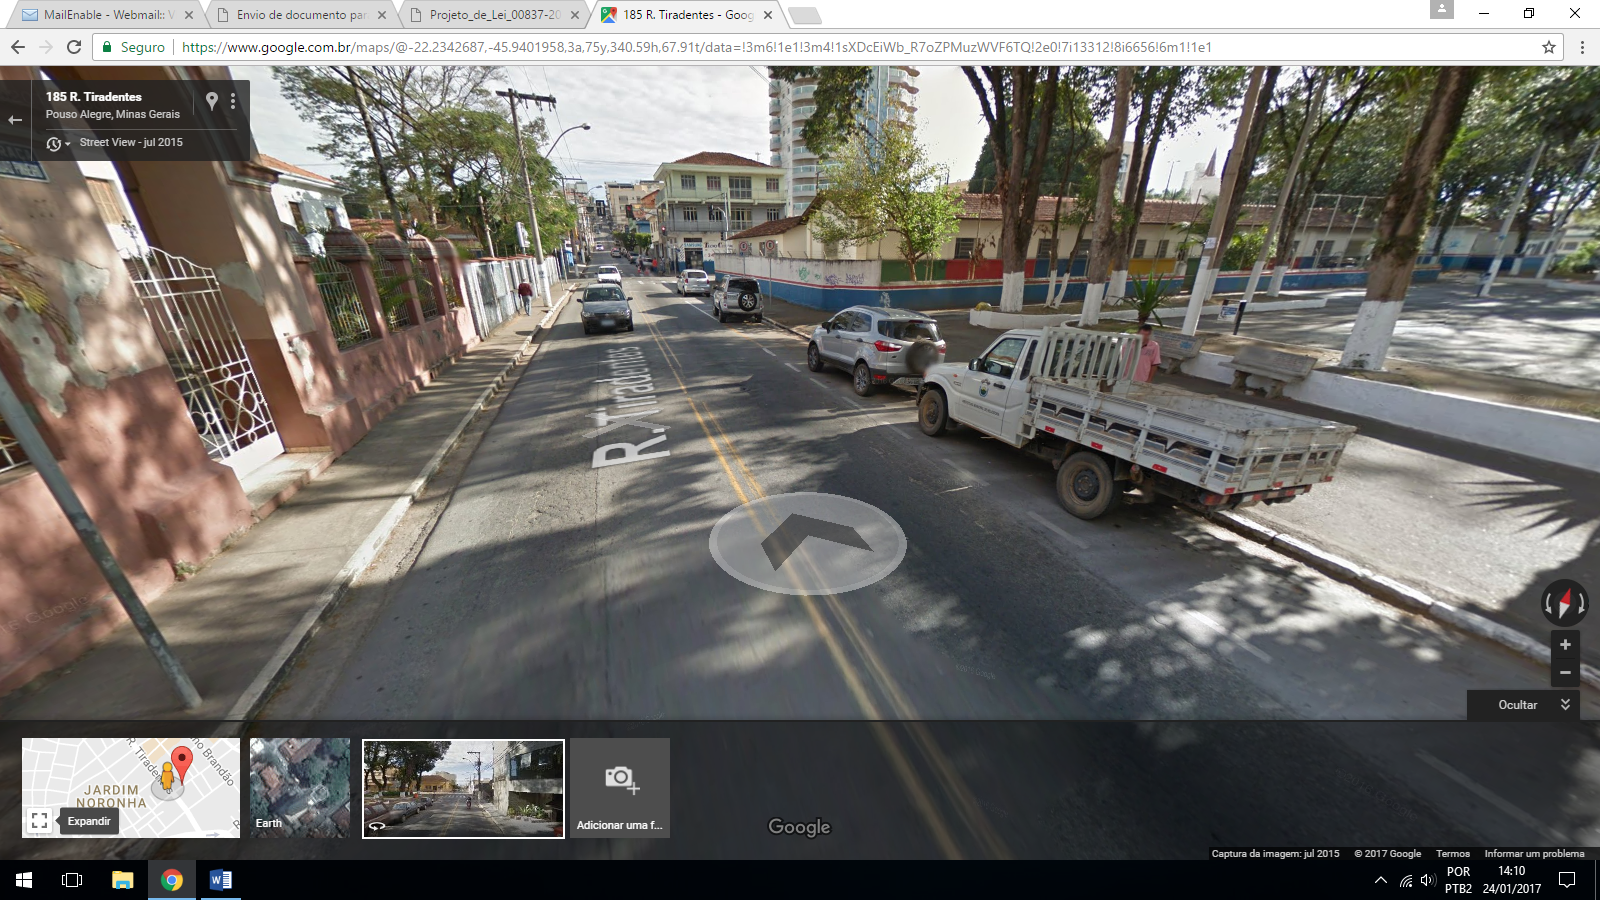 MailEnable - Webmail:: V
Envio de documento par
Projeto_de_Lei_00837-20
185 R. Tiradentes - Goog
Seguro
https://www.google.com.br/maps/@-22.2342687,-45.9401958,3a,75y,340.59h,67.91t/data=!3m6!1e1!3m4!1sXDcEiWb_R7oZPMuzWVF6TQ!2e0!7i13312!8i6656!6m1!1e1
185 R. Tiradentes
Pouso Alegre, Minas Gerais
Street View - jul 2015
R. Tiradentes
Google
Ocultar
R. Tiradentes
no Brandão
JARDIM
NORONHA
Expandir
Earth
Adicionar uma f...
Google
Captura da imagem: jul 2015
© 2017 Google
Termos
Informar um problema
POR
PTB2
14:10
24/01/2017